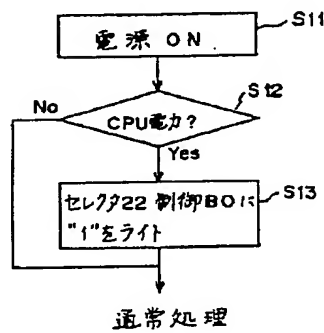 電源 ON
S11
S12
No
CPU電力?
Yes
S13
セレクタ22 制御BOに
"1"をライト
通常処理